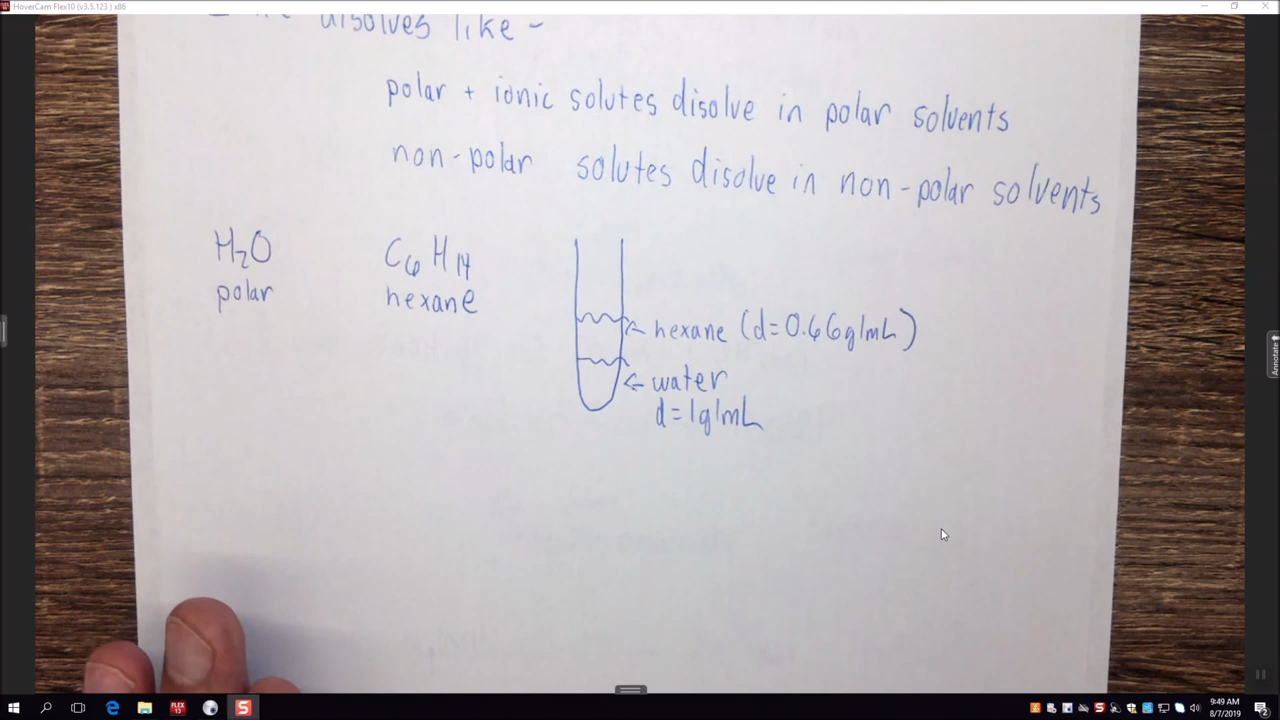 HoverCam Flex10 (v3.5.123) x86
disolves like -
polar + ionic solutes disolve in polar solvents
non-polar solutes disolve in non-polar solvents
H₂O
polar
C₆H₁₄
hexane
hexane (d=0.66g/mL)
water
d=1g/mL
Annotate
9:49 AM
8/7/2019